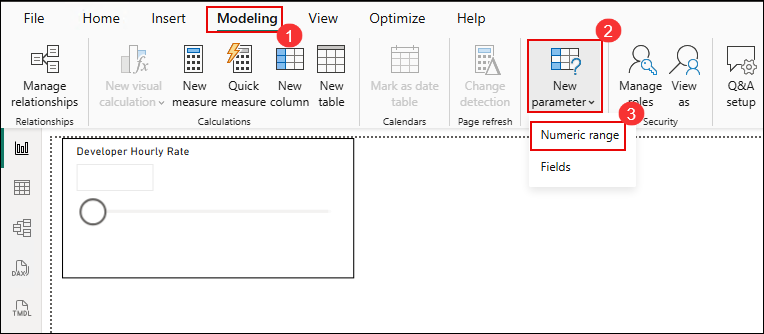 File Home Insert Modeling View Optimize Help
1
2
Manage relationships
New visual calculation
New measure
Quick measure
New column
New table
Mark as date table
Change detection
New parameter
Manage roles
View as
Q&A setup
Relationships
Calculations
Calendars
Page refresh
Security
3
Numeric range
Fields
Developer Hourly Rate
DAX
TMDL